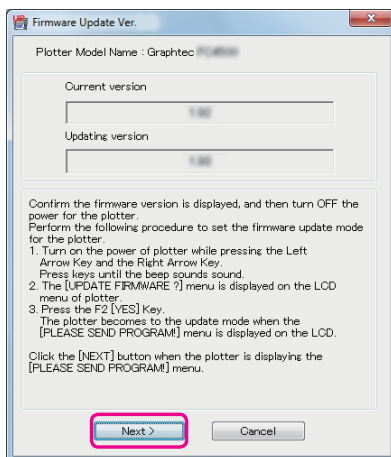 Firmware Update Ver.
Plotter Model Name : Graphtec
Current version
Updating version
Confirm the firmware version is displayed, and then turn OFF the
power for the plotter.
Perform the following procedure to set the firmware update mode
for the plotter.
1. Turn on the power of plotter while pressing the Left
Arrow Key and the Right Arrow Key.
Press keys until the beep sounds sound.
2. The [UPDATE FIRMWARE ?] menu is displayed on the LCD
menu of plotter.
3. Press the F2 [YES] Key.
The plotter becomes to the update mode when the
[PLEASE SEND PROGRAM!] menu is displayed on the LCD.
Click the [NEXT] button when the plotter is displaying the
[PLEASE SEND PROGRAM!] menu.
Next >
Cancel